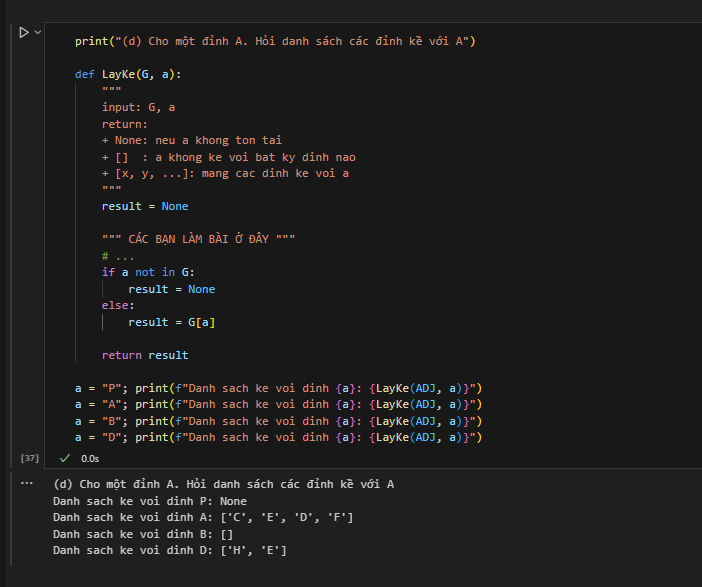 print("(d) Cho một đỉnh A. Hỏi danh sách các đỉnh kề với A")
def LayKe(G, a):
"""
input: G, a
return:
+ None: neu a khong ton tai
+ []  : a khong ke voi bat ky dinh nao
+ [x, y, ...]: mang cac dinh ke voi a
"""
result = None
""" CÁC BẠN LÀM BÀI Ở ĐÂY """
# ...
if a not in G:
result = None
else:
result = G[a]
return result
a = "P"; print(f"Danh sach ke voi dinh {a}: {LayKe(ADJ, a)}")
a = "A"; print(f"Danh sach ke voi dinh {a}: {LayKe(ADJ, a)}")
a = "B"; print(f"Danh sach ke voi dinh {a}: {LayKe(ADJ, a)}")
a = "D"; print(f"Danh sach ke voi dinh {a}: {LayKe(ADJ, a)}")
[37] 0.0s
... (d) Cho một đỉnh A. Hỏi danh sách các đỉnh kề với A
Danh sach ke voi dinh P: None
Danh sach ke voi dinh A: ['C', 'E', 'D', 'F']
Danh sach ke voi dinh B: []
Danh sach ke voi dinh D: ['H', 'E']